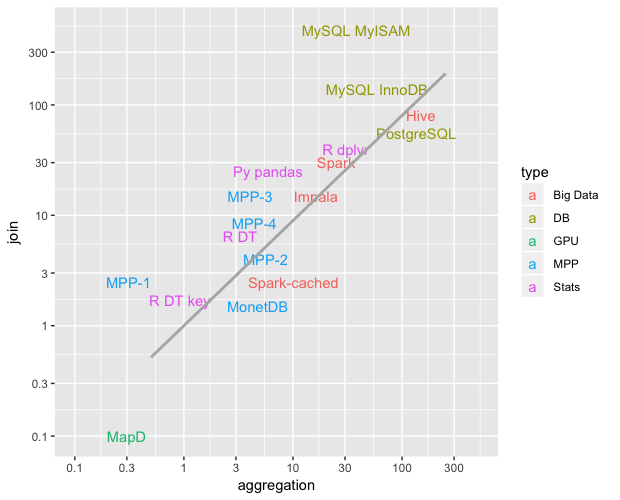 MySQL MyISAM
300
MySQL InnoDB
100
Hive
PostgreSQL
R dplyr
30
Spark
Py pandas
MPP-3
Impala
10
MPP-4
R DT
MPP-2
3
MPP-1
Spark-cached
R DT key
MonetDB
1
0.3
0.1
MapD
join
0.1 0.3 1 3 10 30 100 300
aggregation
type
a Big Data
a DB
a GPU
a MPP
a Stats